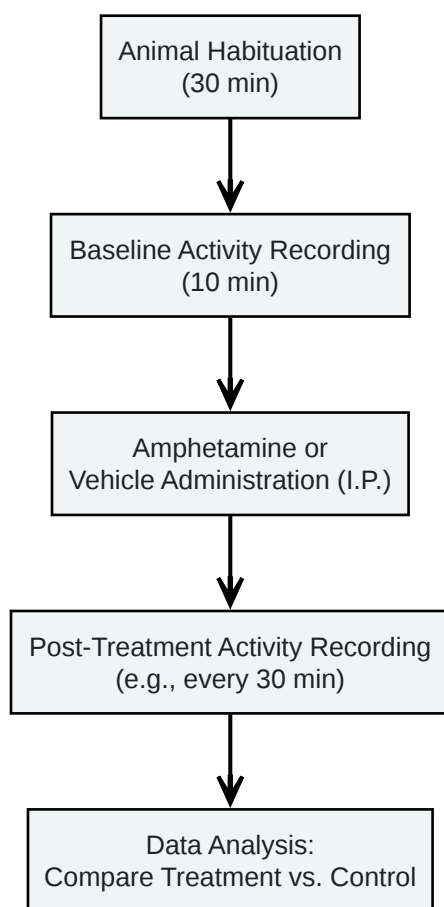 Animal Habituation
(30 min)
Baseline Activity Recording
(10 min)
Amphetamine or
Vehicle Administration (I.P.)
Post-Treatment Activity Recording
(e.g., every 30 min)
Data Analysis:
Compare Treatment vs. Control